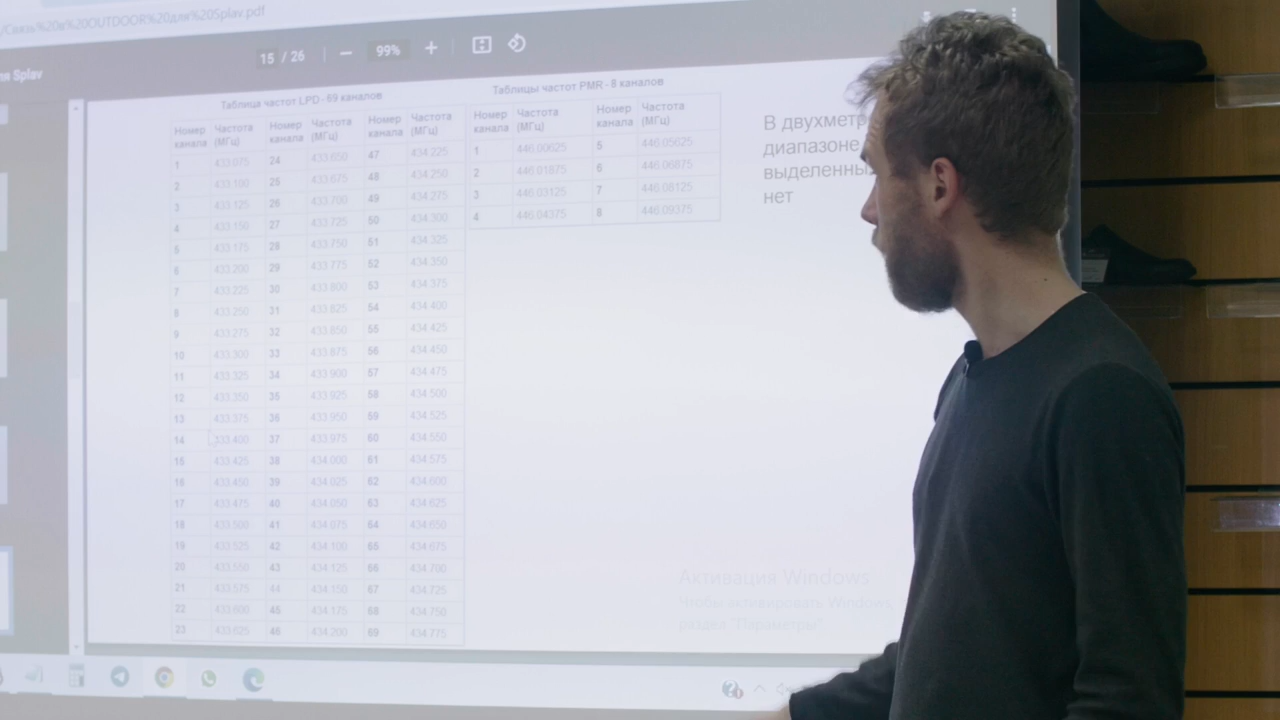 /Связь%20в%20OUTDOOR%20для%20Splav.pdf
ля Splav
15 / 26
99%
Таблица частот LPD - 69 каналов
Номер канала Частота (МГц) Номер канала Частота (МГц) Номер канала Частота (МГц)
1 433.075 24 433.650 47 434.225
2 433.100 25 433.675 48 434.250
3 433.125 26 433.700 49 434.275
4 433.150 27 433.725 50 434.300
5 433.175 28 433.750 51 434.325
6 433.200 29 433.775 52 434.350
7 433.225 30 433.800 53 434.375
8 433.250 31 433.825 54 434.400
9 433.275 32 433.850 55 434.425
10 433.300 33 433.875 56 434.450
11 433.325 34 433.900 57 434.475
12 433.350 35 433.925 58 434.500
13 433.375 36 433.950 59 434.525
14 433.400 37 433.975 60 434.550
15 433.425 38 434.000 61 434.575
16 433.450 39 434.025 62 434.600
17 433.475 40 434.050 63 434.625
18 433.500 41 434.075 64 434.650
19 433.525 42 434.100 65 434.675
20 433.550 43 434.125 66 434.700
21 433.575 44 434.150 67 434.725
22 433.600 45 434.175 68 434.750
23 433.625 46 434.200 69 434.775
Таблицы частот PMR - 8 каналов
Номер канала Частота (МГц) Номер канала Частота (МГц)
1 446.00625 5 446.05625
2 446.01875 6 446.06875
3 446.03125 7 446.08125
4 446.04375 8 446.09375
В двухметр
диапазоне
выделенны
нет
Активация Windows
Чтобы активировать Windows,
раздел "Параметры"